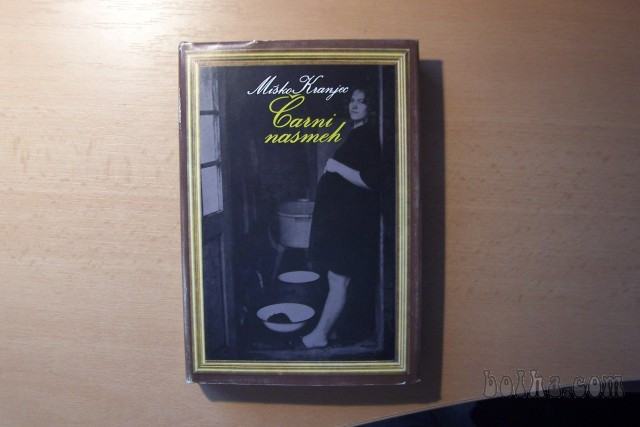 Miško Kranjec
Čarni
nasmeh
bolha.com